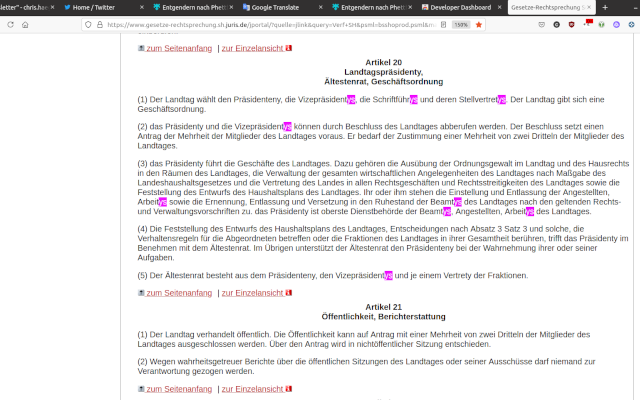 sletter" - chris.hae
Home / Twitter
Entgendern nach Phett
Google Translate
Entgendern nach Phett
Developer Dashboard
Gesetze-Rechtsprechung S
https://www.gesetze-rechtsprechung.sh.juris.de/jportal/?quelle=jlink&query=Verf+SH&psml=bsshoprod.psml&m
150%
zum Seitenanfang | zur Einzelansicht
Artikel 20
Landtagspräsidenty,
Ältestenrat, Geschäftsordnung
(1) Der Landtag wählt den Präsidenteny, die Vizepräsidentys, die Schriftführys und deren Stellvertretys. Der Landtag gibt sich eine
Geschäftsordnung.
(2) das Präsidenty und die Vizepräsidentys können durch Beschluss des Landtages abberufen werden. Der Beschluss setzt einen
Antrag der Mehrheit der Mitglieder des Landtages voraus. Er bedarf der Zustimmung einer Mehrheit von zwei Dritteln der Mitglieder des
Landtages.
(3) das Präsidenty führt die Geschäfte des Landtages. Dazu gehören die Ausübung der Ordnungsgewalt im Landtag und des Hausrechts
in den Räumen des Landtages, die Verwaltung der gesamten wirtschaftlichen Angelegenheiten des Landtages nach Maßgabe des
Landeshaushaltsgesetzes und die Vertretung des Landes in allen Rechtsgeschäften und Rechtsstreitigkeiten des Landtages sowie die
Feststellung des Entwurfs des Haushaltsplans des Landtages. Ihr oder ihm stehen die Einstellung und Entlassung der Angestellten,
Arbeitys sowie die Ernennung, Entlassung und Versetzung in den Ruhestand der Beamtys des Landtages nach den geltenden Rechts-
und Verwaltungsvorschriften zu. das Präsidenty ist oberste Dienstbehörde der Beamtys, Angestellten, Arbeitys des Landtages.
(4) Die Feststellung des Entwurfs des Haushaltsplans des Landtages, Entscheidungen nach Absatz 3 Satz 3 und solche, die
Verhaltensregeln für die Abgeordneten betreffen oder die Fraktionen des Landtages in ihrer Gesamtheit berühren, trifft das Präsidenty im
Benehmen mit dem Ältestenrat. Im Übrigen unterstützt der Ältestenrat den Präsidenteny bei der Wahrnehmung ihrer oder seiner
Aufgaben.
(5) Der Ältestenrat besteht aus dem Präsidenteny, den Vizepräsidentys und je einem Vertrety der Fraktionen.
zum Seitenanfang | zur Einzelansicht
Artikel 21
Öffentlichkeit, Berichterstattung
(1) Der Landtag verhandelt öffentlich. Die Öffentlichkeit kann auf Antrag mit einer Mehrheit von zwei Dritteln der Mitglieder des
Landtages ausgeschlossen werden. Über den Antrag wird in nichtöffentlicher Sitzung entschieden.
(2) Wegen wahrheitsgetreuer Berichte über die öffentlichen Sitzungen des Landtages oder seiner Ausschüsse darf niemand zur
Verantwortung gezogen werden.
zum Seitenanfang | zur Einzelansicht